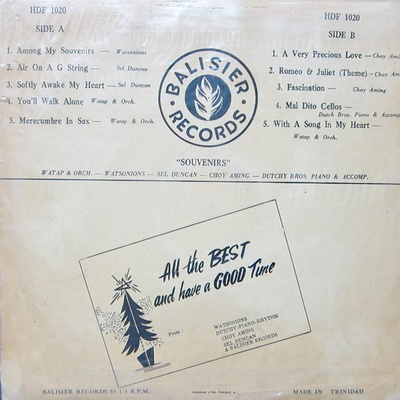 HDF 1020
SIDE A
1. Among My Souvenirs — Watsonions
2. Air On A G String — Sel Duncan
3. Softly Awake My Heart — Sel Duncan
4. You'll Walk Alone Watap & Orch.
5. Merecumbre In Sax — Watap & Orch.
BALISIER
RECORDS
HDF 1020
SIDE B
1. A Very Precious Love — Choy Aming
2. Romeo & Juliet (Theme) — Choy Aming
3. Fascination — Choy Aming
4. Mal Dito Cellos —
Dutch Bros. Piano & Accomp.
5. With A Song In My Heart —
Watap & Orch.
"SOUVENIRS"
WATAP & ORCH. — WATSONIONS — SEL DUNCAN — CHOY AMING — DUTCHY BROS. PIANO & ACCOMP.
All the BEST
and have a GOOD Time
From :
WATSONIONS
DUTCHY-PIANO-RHYTHM
CHOY AMING
SEL DUNCAN
& BALISIER RECORDS
BALISIER RECORDS 33 1-3 R.P.M.
MADE IN TRINIDAD